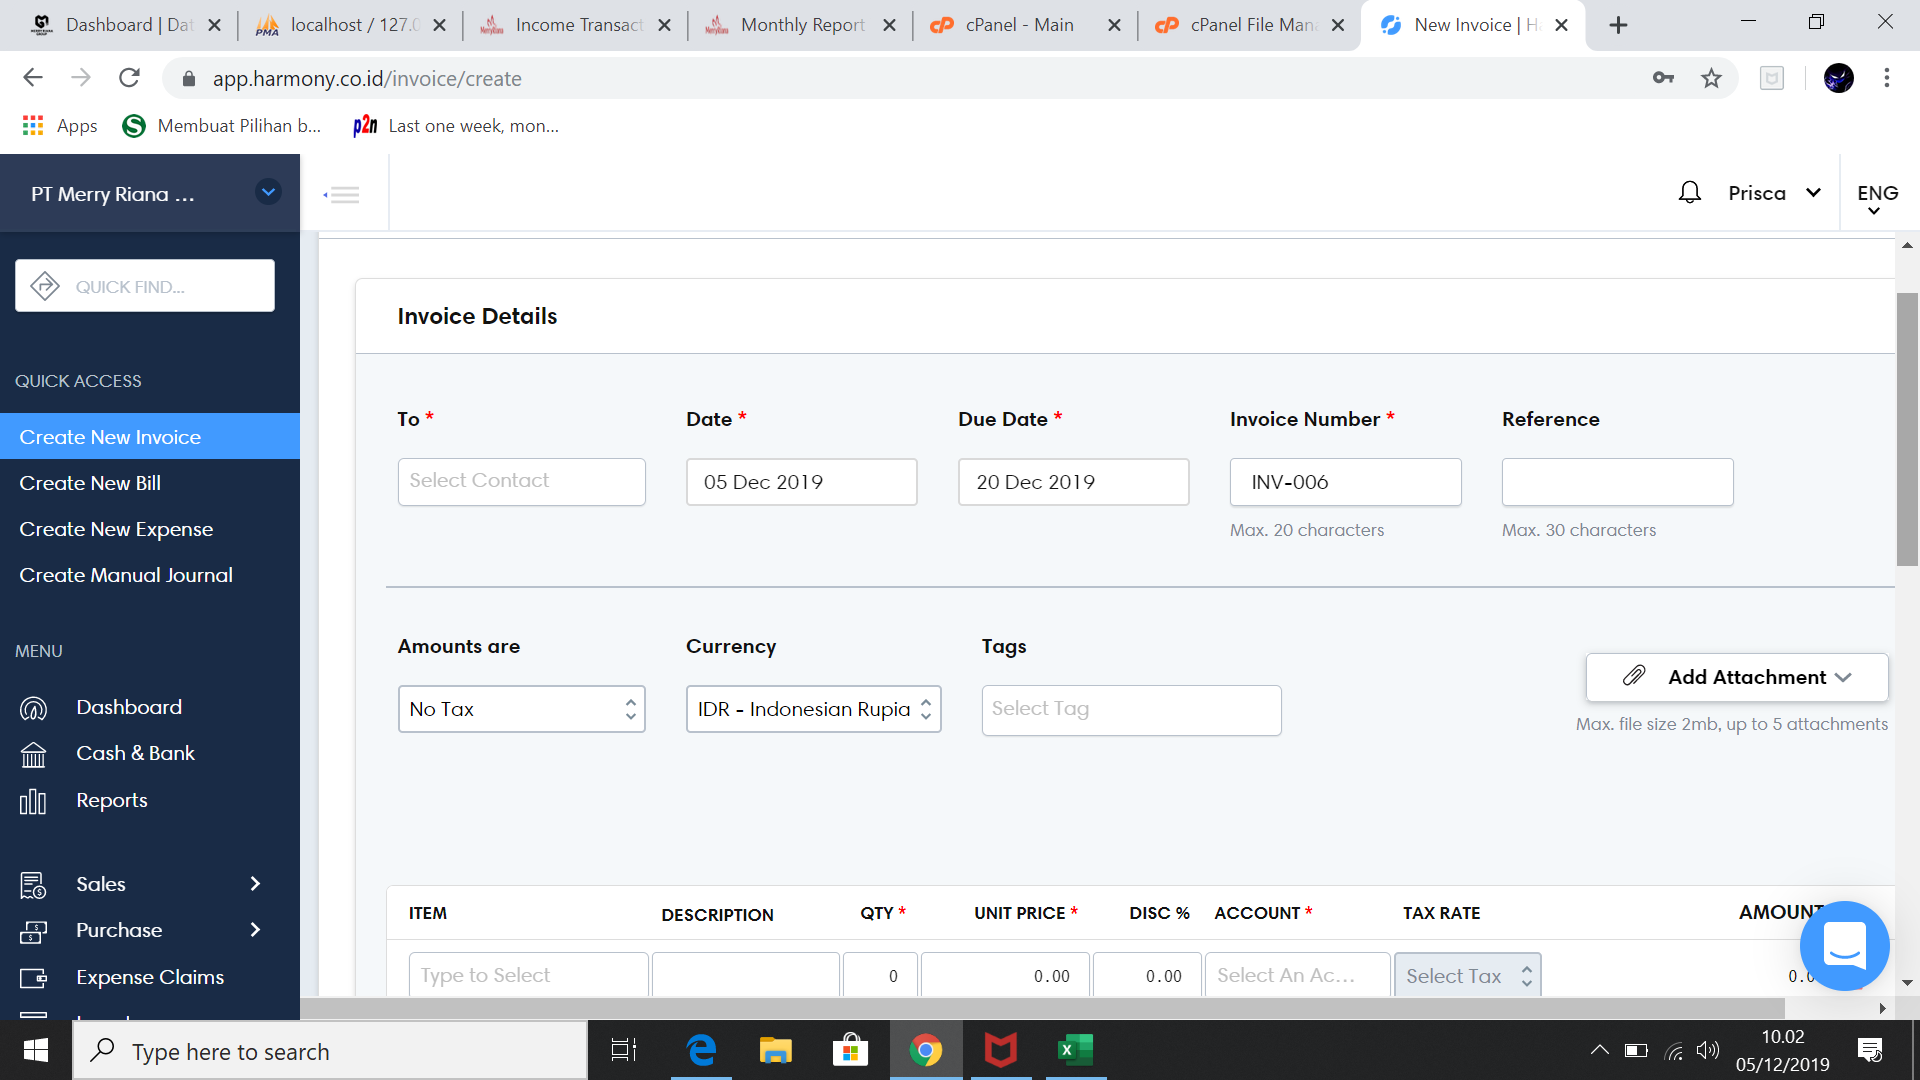 Dashboard | Dat
localhost / 127.0
Income Transact
Monthly Report
cPanel - Main
cPanel File Mana
New Invoice | Ha
app.harmony.co.id/invoice/create
Apps
Membuat Pilihan b...
p2n
Last one week, mon...
PT Merry Riana ...
Prisca
ENG
QUICK FIND...
QUICK ACCESS
Create New Invoice
Create New Bill
Create New Expense
Create Manual Journal
MENU
Dashboard
Cash & Bank
Reports
Sales
Purchase
Expense Claims
Invoice Details
To * Date * Due Date * Invoice Number * Reference
Select Contact 05 Dec 2019 20 Dec 2019 INV-006
Max. 20 characters Max. 30 characters
Amounts are Currency Tags
No Tax IDR - Indonesian Rupia Select Tag
Add Attachment
Max. file size 2mb, up to 5 attachments
ITEM DESCRIPTION QTY * UNIT PRICE * DISC % ACCOUNT * TAX RATE AMOUNT
Type to Select 0 0.00 0.00 Select An Ac... Select Tax 0.0
Type here to search
10.02
05/12/2019